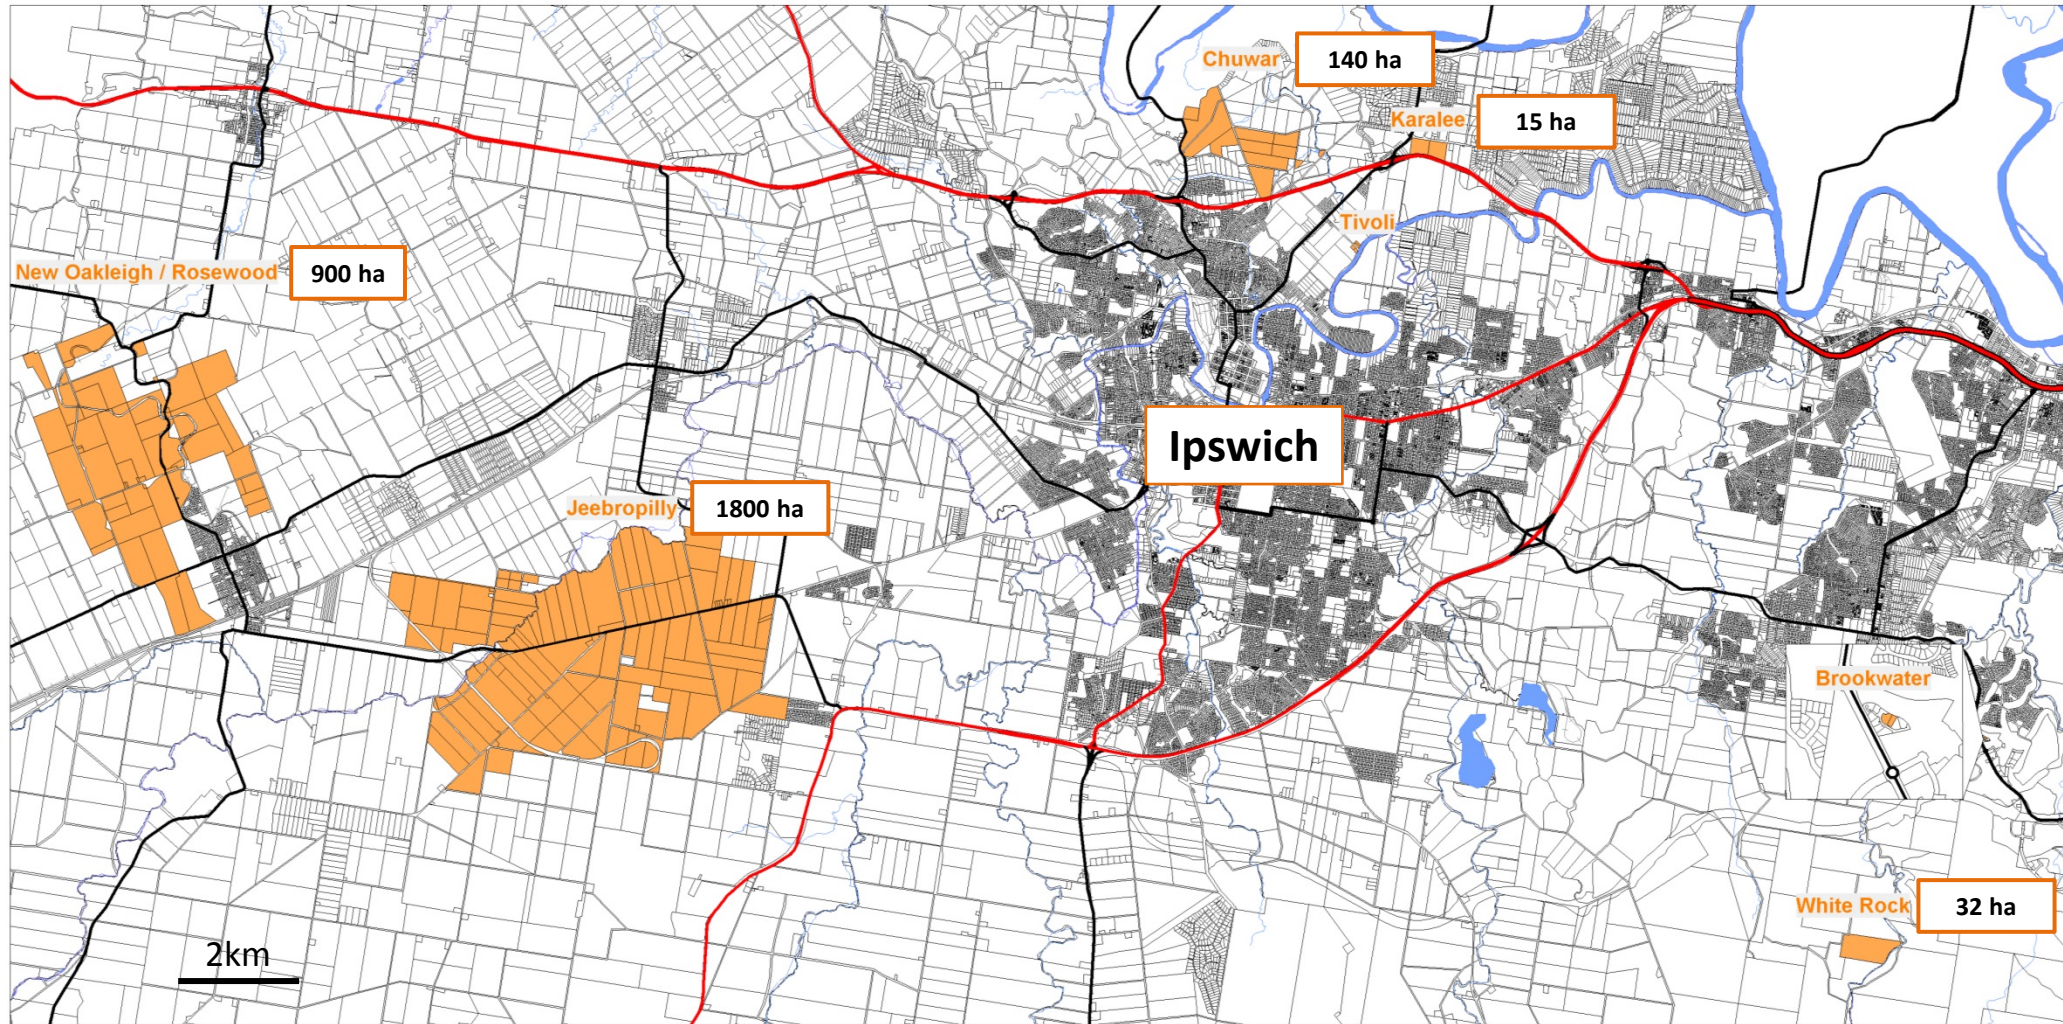 Chuwar
140 ha
Karalee
15 ha
Tivoli
New Oakleigh / Rosewood
900 ha
Ipswich
Jeebropilly
1800 ha
Brookwater
White Rock
32 ha
2km